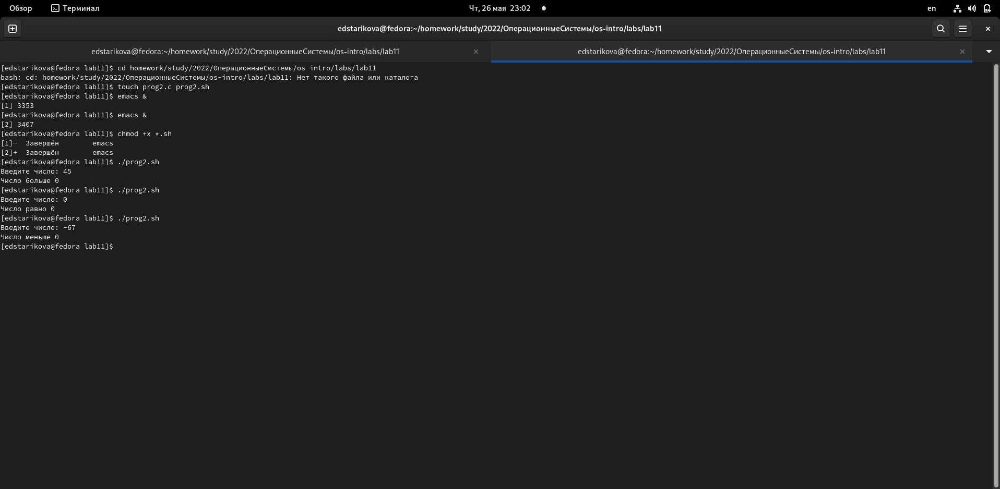 Обзор Терминал Чт, 26 мая 23:02 en
edstarikova@fedora:~/homework/study/2022/ОперационныеСистемы/os-intro/labs/lab11
edstarikova@fedora:~/homework/study/2022/ОперационныеСистемы/os-intro/labs/lab11 edstarikova@fedora:~/homework/study/2022/ОперационныеСистемы/os-intro/labs/lab11
[edstarikova@fedora lab11]$ cd homework/study/2022/ОперационныеСистемы/os-intro/labs/lab11
bash: cd: homework/study/2022/ОперационныеСистемы/os-intro/labs/lab11: Нет такого файла или каталога
[edstarikova@fedora lab11]$ touch prog2.c prog2.sh
[edstarikova@fedora lab11]$ emacs &
[1] 3353
[edstarikova@fedora lab11]$ emacs &
[2] 3407
[edstarikova@fedora lab11]$ chmod +x *.sh
[1]-  Завершён        emacs
[2]+  Завершён        emacs
[edstarikova@fedora lab11]$ ./prog2.sh
Введите число: 45
Число больше 0
[edstarikova@fedora lab11]$ ./prog2.sh
Введите число: 0
Число равно 0
[edstarikova@fedora lab11]$ ./prog2.sh
Введите число: -67
Число меньше 0
[edstarikova@fedora lab11]$